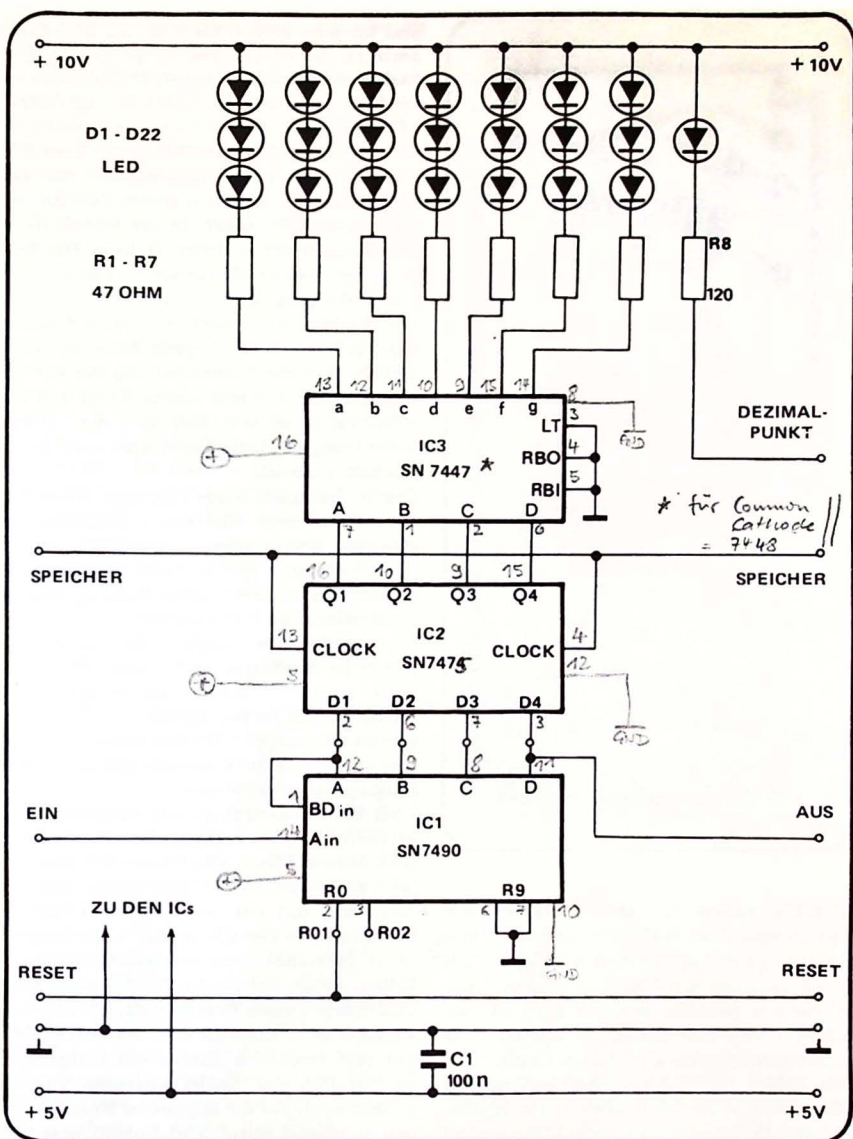 + 10V + 10V
D1 - D22
LED
R1 - R7
47 OHM
R8
120
13 12 11 10 9 15 17 8
a b c d e f g
LT 3
GND
16
IC3
SN 7447 *
RBO 4
RBI 5
DEZIMAL-
PUNKT
A B C D
7 1 2 6
* für Common
Cathode
= 7448
SPEICHER SPEICHER
16 10 9 15
Q1 Q2 Q3 Q4
13 CLOCK IC2 CLOCK 4
SN7475
5 12
GND
D1 D2 D3 D4
2 6 7 3
12 9 8 11
A B C D
1 BD in
EIN 14 A in IC1 AUS
SN7490
5
R0 R9
2 3 6 7 10
ZU DEN ICs
R01 R02
GND
RESET RESET
C1
100 n
+ 5V + 5V